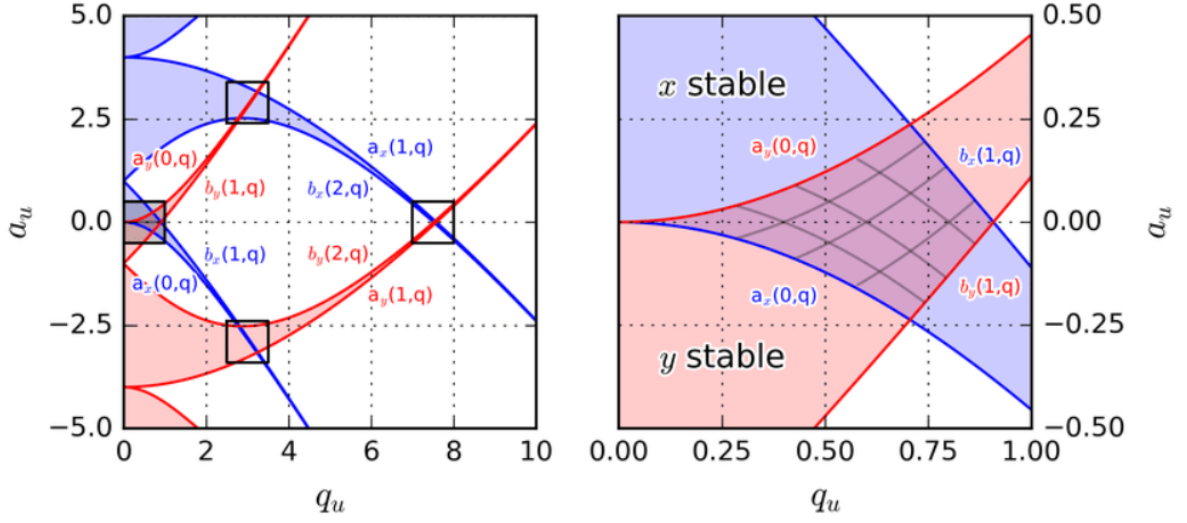 5.0
2.5
0.0
−2.5
−5.0
a_u
0 2 4 6 8 10
q_u
a_y(0,q)
b_y(1,q)
b_x(1,q)
a_x(0,q)
a_x(1,q)
b_x(2,q)
b_y(2,q)
a_y(1,q)
x stable
a_y(0,q)
b_x(1,q)
a_x(0,q)
b_y(1,q)
y stable
0.50
0.25
0.00
−0.25
−0.50
a_u
0.00 0.25 0.50 0.75 1.00
q_u